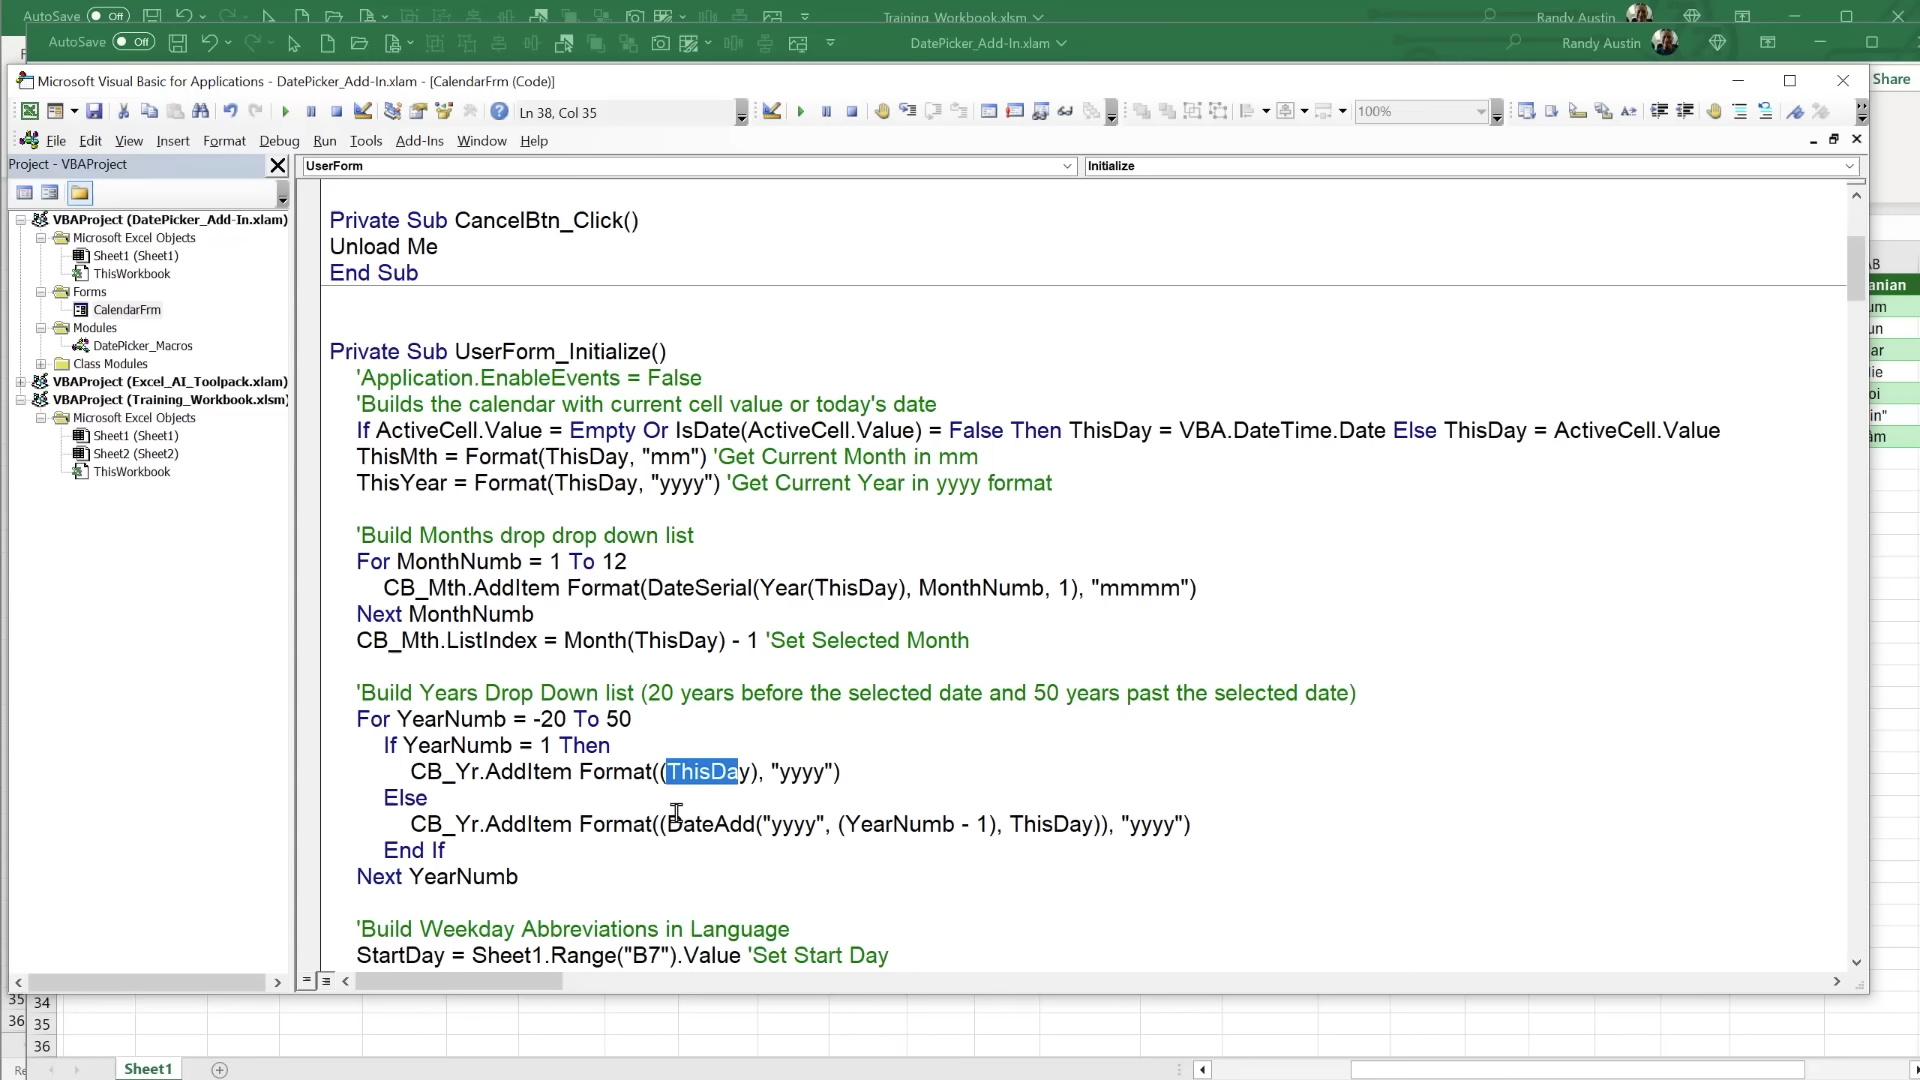 AutoSave Off Training_Workbook.xlsm Randy Austin
AutoSave Off DatePicker_Add-In.xlam Randy Austin
Share
Microsoft Visual Basic for Applications - DatePicker_Add-In.xlam - [CalendarFrm (Code)]
Ln 38, Col 35
100%
File Edit View Insert Format Debug Run Tools Add-Ins Window Help
Project - VBAProject
UserForm
Initialize
VBAProject (DatePicker_Add-In.xlam)
Microsoft Excel Objects
Sheet1 (Sheet1)
ThisWorkbook
Forms
CalendarFrm
Modules
DatePicker_Macros
Class Modules
VBAProject (Excel_AI_Toolpack.xlam)
VBAProject (Training_Workbook.xlsm)
Microsoft Excel Objects
Sheet1 (Sheet1)
Sheet2 (Sheet2)
ThisWorkbook
Private Sub CancelBtn_Click()
Unload Me
End Sub
Private Sub UserForm_Initialize()
'Application.EnableEvents = False
'Builds the calendar with current cell value or today's date
If ActiveCell.Value = Empty Or IsDate(ActiveCell.Value) = False Then ThisDay = VBA.DateTime.Date Else ThisDay = ActiveCell.Value
ThisMth = Format(ThisDay, "mm") 'Get Current Month in mm
ThisYear = Format(ThisDay, "yyyy") 'Get Current Year in yyyy format
'Build Months drop drop down list
For MonthNumb = 1 To 12
CB_Mth.AddItem Format(DateSerial(Year(ThisDay), MonthNumb, 1), "mmmm")
Next MonthNumb
CB_Mth.ListIndex = Month(ThisDay) - 1 'Set Selected Month
'Build Years Drop Down list (20 years before the selected date and 50 years past the selected date)
For YearNumb = -20 To 50
If YearNumb = 1 Then
CB_Yr.AddItem Format((ThisDay), "yyyy")
Else
CB_Yr.AddItem Format((DateAdd("yyyy", (YearNumb - 1), ThisDay)), "yyyy")
End If
Next YearNumb
'Build Weekday Abbreviations in Language
StartDay = Sheet1.Range("B7").Value 'Set Start Day
AB
anian
um
un
ar
lie
oi
in"
35 34
36 35
36
Sheet1